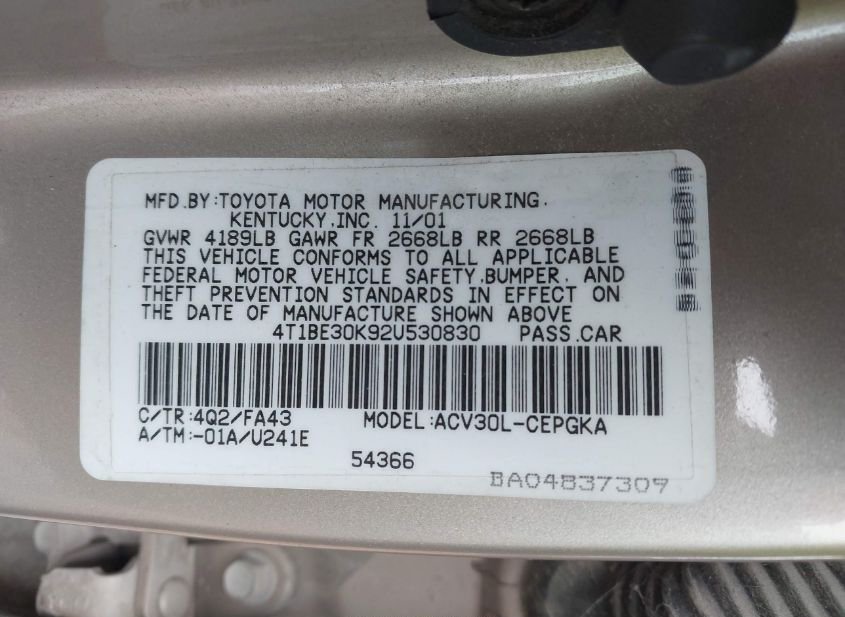 MFD.BY:TOYOTA MOTOR MANUFACTURING,
KENTUCKY,INC. 11/01
GVWR 4189LB GAWR FR 2668LB RR 2668LB
THIS VEHICLE CONFORMS TO ALL APPLICABLE
FEDERAL MOTOR VEHICLE SAFETY,BUMPER, AND
THEFT PREVENTION STANDARDS IN EFFECT ON
THE DATE OF MANUFACTURE SHOWN ABOVE
4T1BE30K92U530830 PASS.CAR
C/TR:4Q2/FA43 MODEL:ACV30L-CEPGKA
A/TM:-01A/U241E
54366
BA04837309